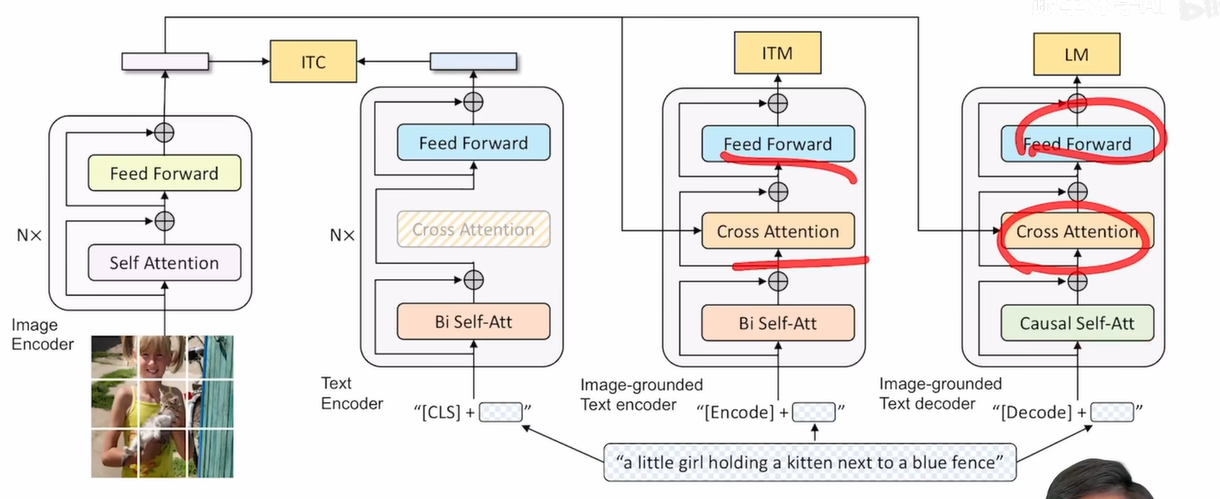 ITC
ITM
LM
Feed Forward
Self Attention
N×
Image
Encoder
Feed Forward
Cross Attention
Bi Self-Att
N×
Text
Encoder
“[CLS] + ”
Feed Forward
Cross Attention
Bi Self-Att
Image-grounded
Text encoder
“[Encode] + ”
Feed Forward
Cross Attention
Causal Self-Att
Image-grounded
Text decoder
“[Decode] + ”
“a little girl holding a kitten next to a blue fence”